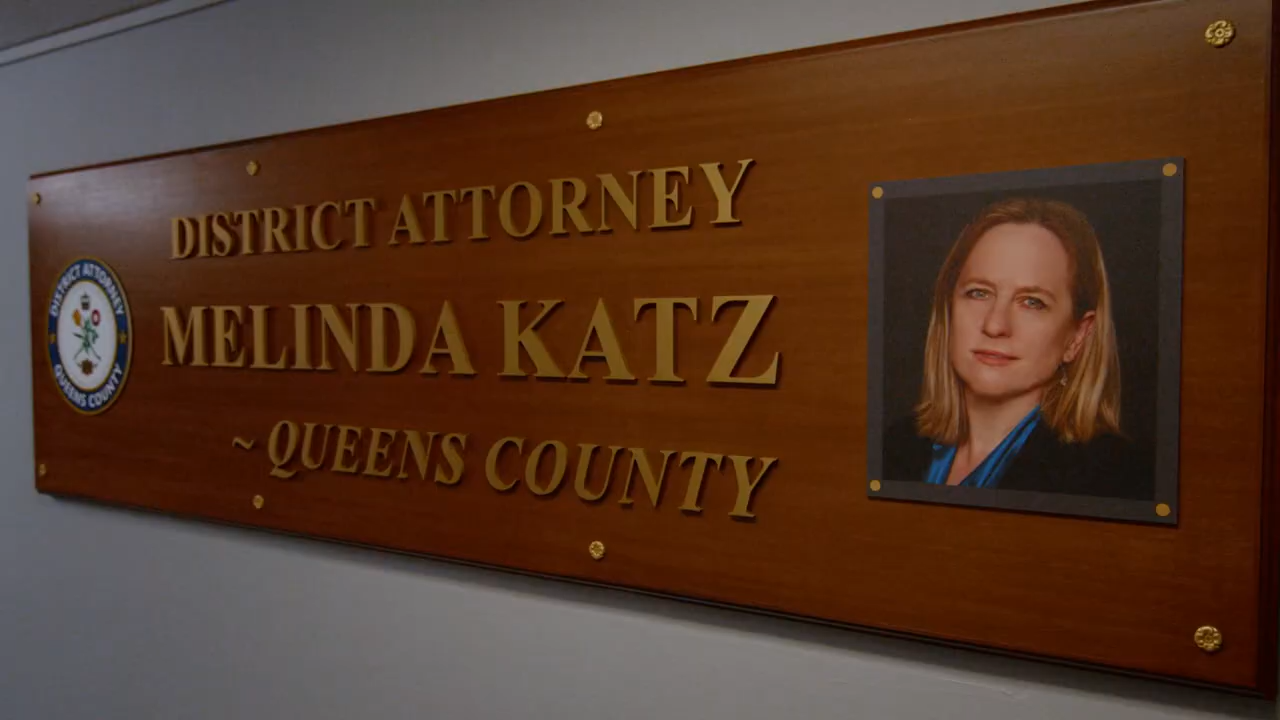 DISTRICT ATTORNEY
MELINDA KATZ
~ QUEENS COUNTY
DISTRICT ATTORNEY
QUEENS COUNTY